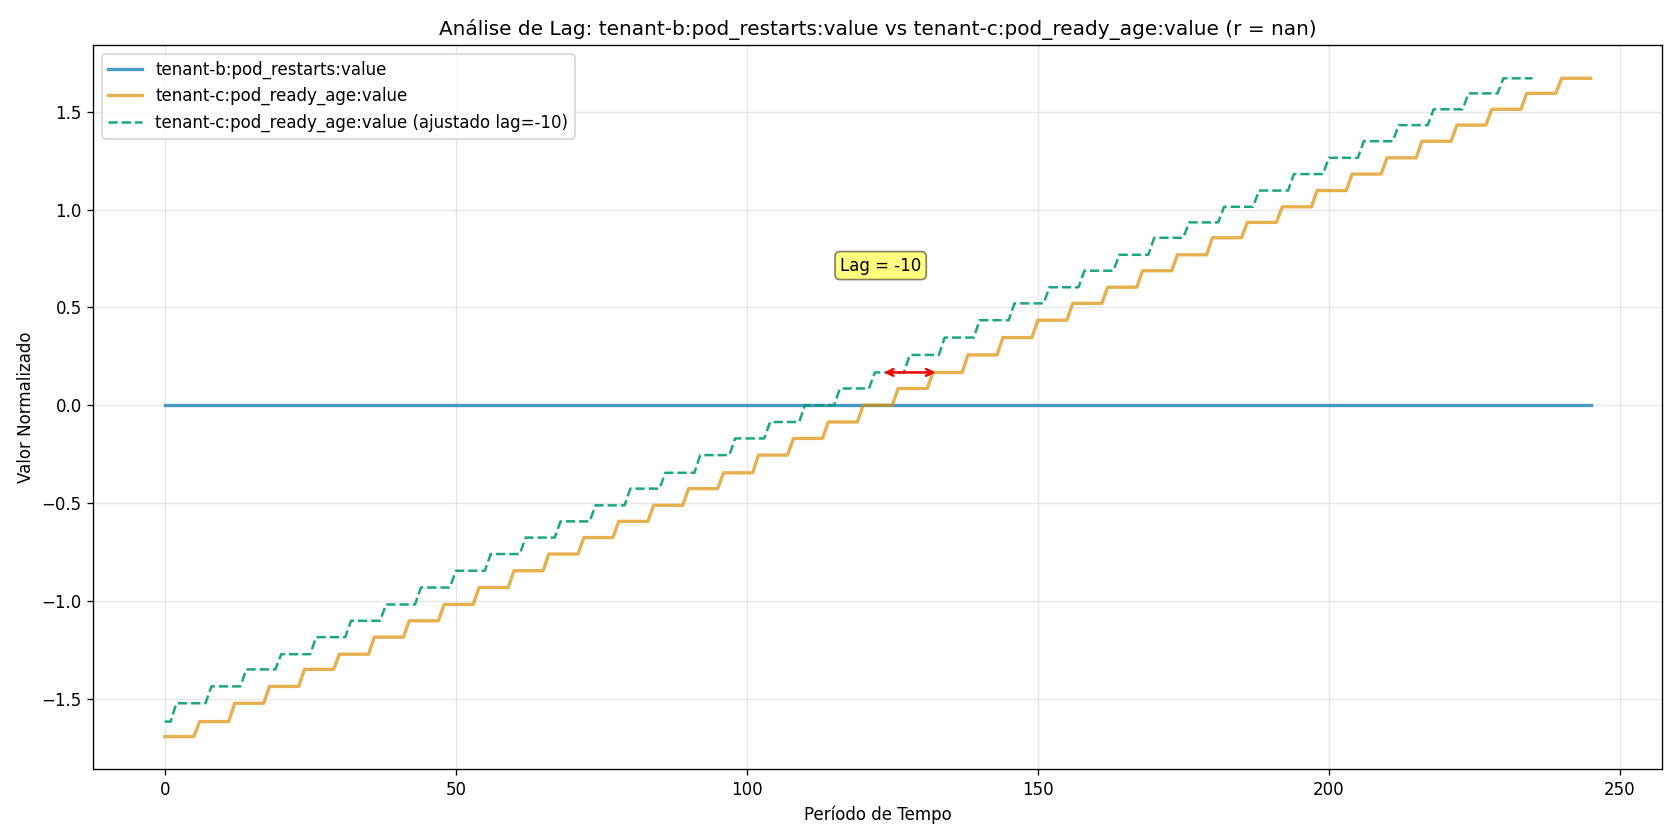 Análise de Lag: tenant-b:pod_restarts:value vs tenant-c:pod_ready_age:value (r = nan)
tenant-b:pod_restarts:value
tenant-c:pod_ready_age:value
tenant-c:pod_ready_age:value (ajustado lag=-10)
1.5
1.0
Lag = -10
0.5
0.0
−0.5
−1.0
−1.5
Valor Normalizado
0 50 100 150 200 250
Período de Tempo